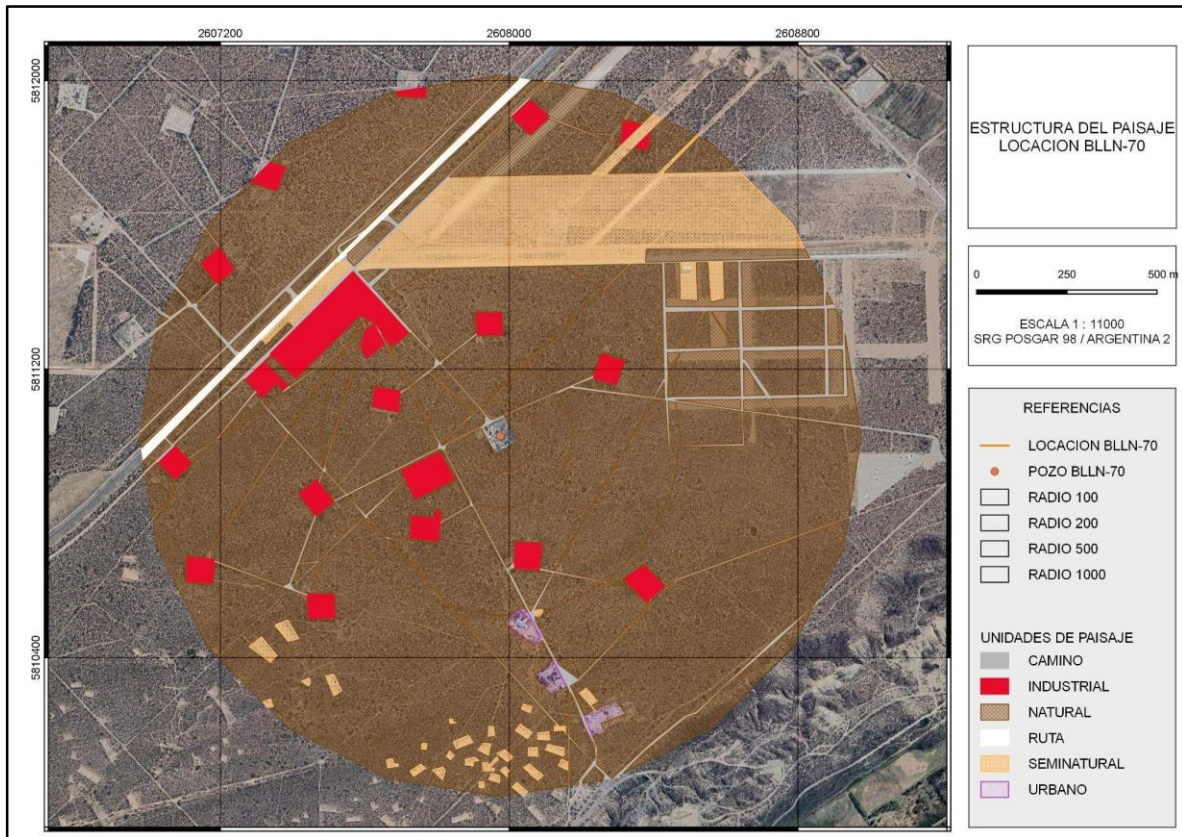 2607200
2608000
2608800
5812000
5811200
5810400
ESTRUCTURA DEL PAISAJE
LOCACION BLLN-70
0 250 500 m
ESCALA 1 : 11000
SRG POSGAR 98 / ARGENTINA 2
REFERENCIAS
LOCACION BLLN-70
POZO BLLN-70
RADIO 100
RADIO 200
RADIO 500
RADIO 1000
UNIDADES DE PAISAJE
CAMINO
INDUSTRIAL
NATURAL
RUTA
SEMINATURAL
URBANO